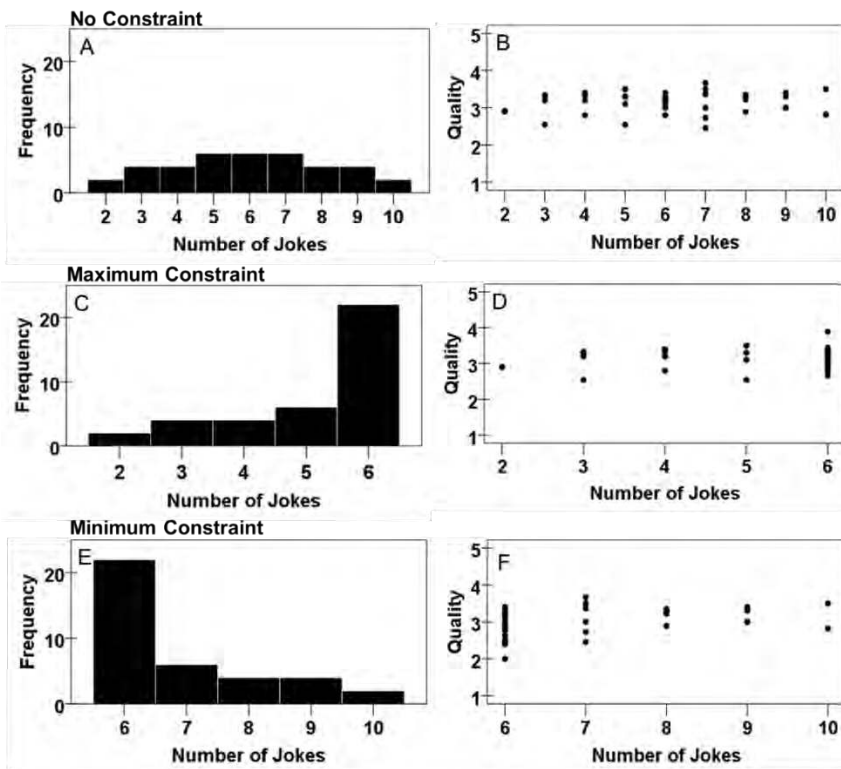 No Constraint
A
Frequency
20
10
0
2 3 4 5 6 7 8 9 10
Number of Jokes
B
Quality
5
4
3
2
1
2 3 4 5 6 7 8 9 10
Number of Jokes
Maximum Constraint
C
Frequency
20
10
0
2 3 4 5 6
Number of Jokes
D
Quality
5
4
3
2
1
2 3 4 5 6
Number of Jokes
Minimum Constraint
E
Frequency
20
10
0
6 7 8 9 10
Number of Jokes
F
Quality
5
4
3
2
1
6 7 8 9 10
Number of Jokes